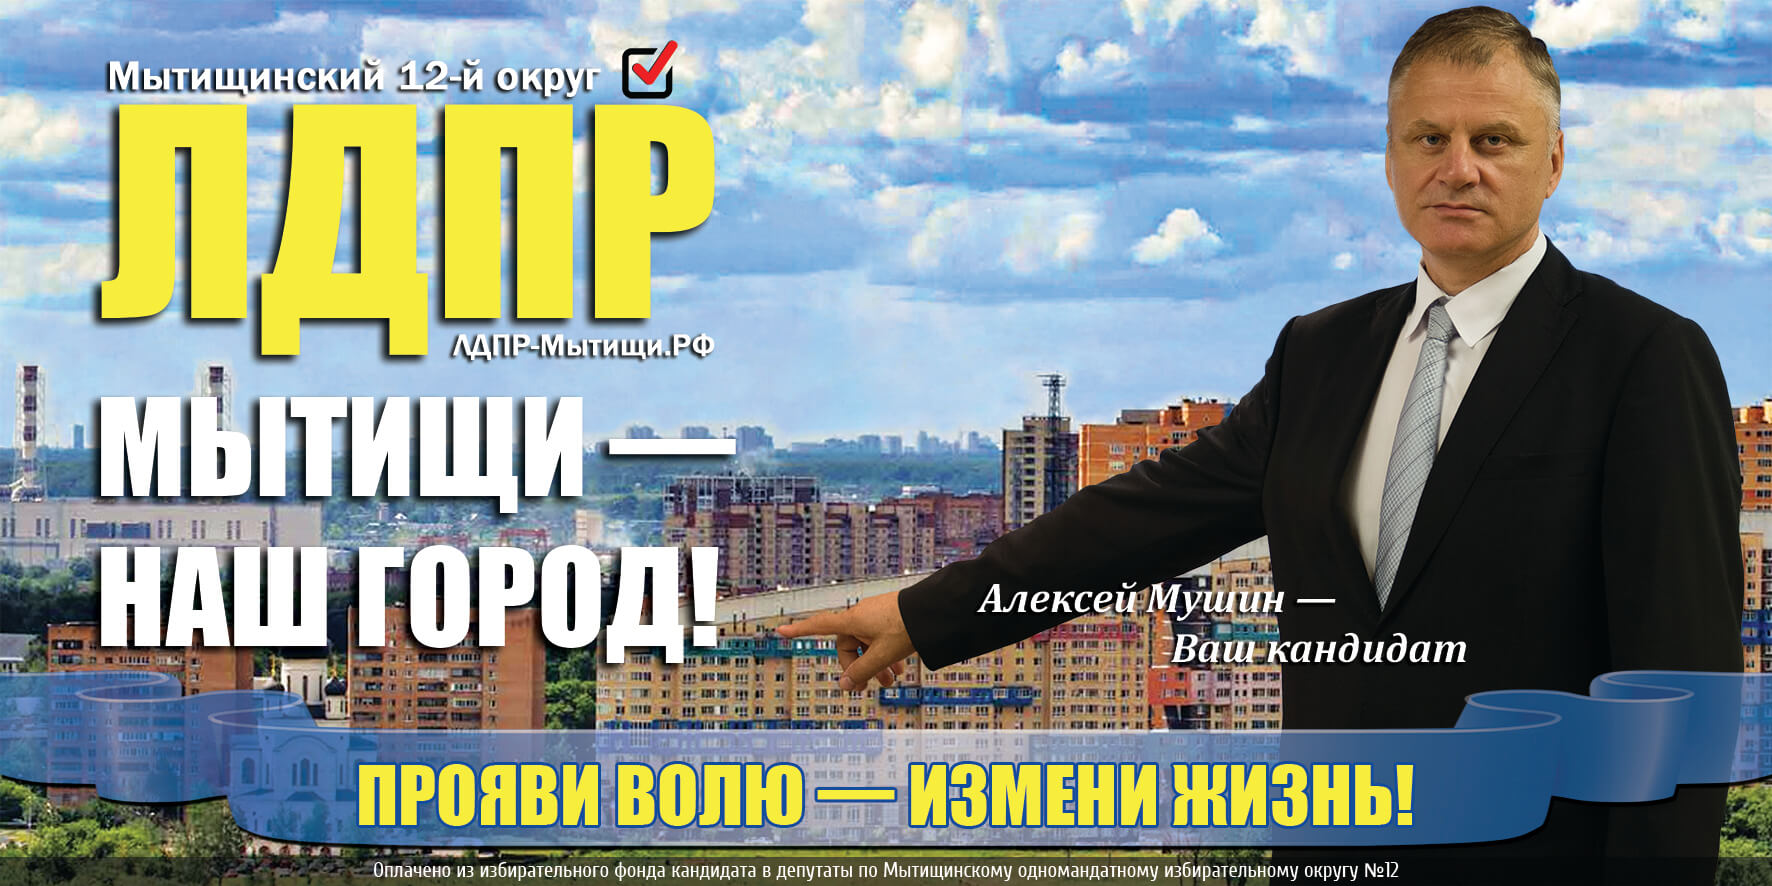 Мытищинский 12-й округ
ЛДПР
ЛДПР-Мытищи.РФ
МЫТИЩИ —
НАШ ГОРОД!
Алексей Мушин —
Ваш кандидат
ПРОЯВИ ВОЛЮ — ИЗМЕНИ ЖИЗНЬ!
Оплачено из избирательного фонда кандидата в депутаты по Мытищинскому одномандатному избирательному округу №12